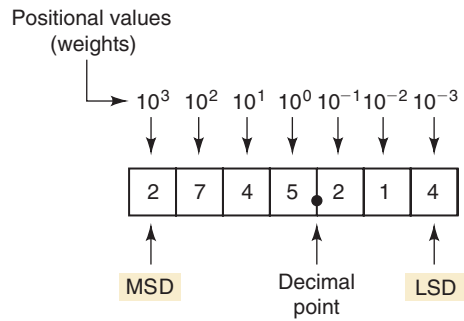 Positional values
(weights)
10³ 10² 10¹ 10⁰ 10⁻¹ 10⁻² 10⁻³
2 7 4 5 . 2 1 4
MSD Decimal point LSD